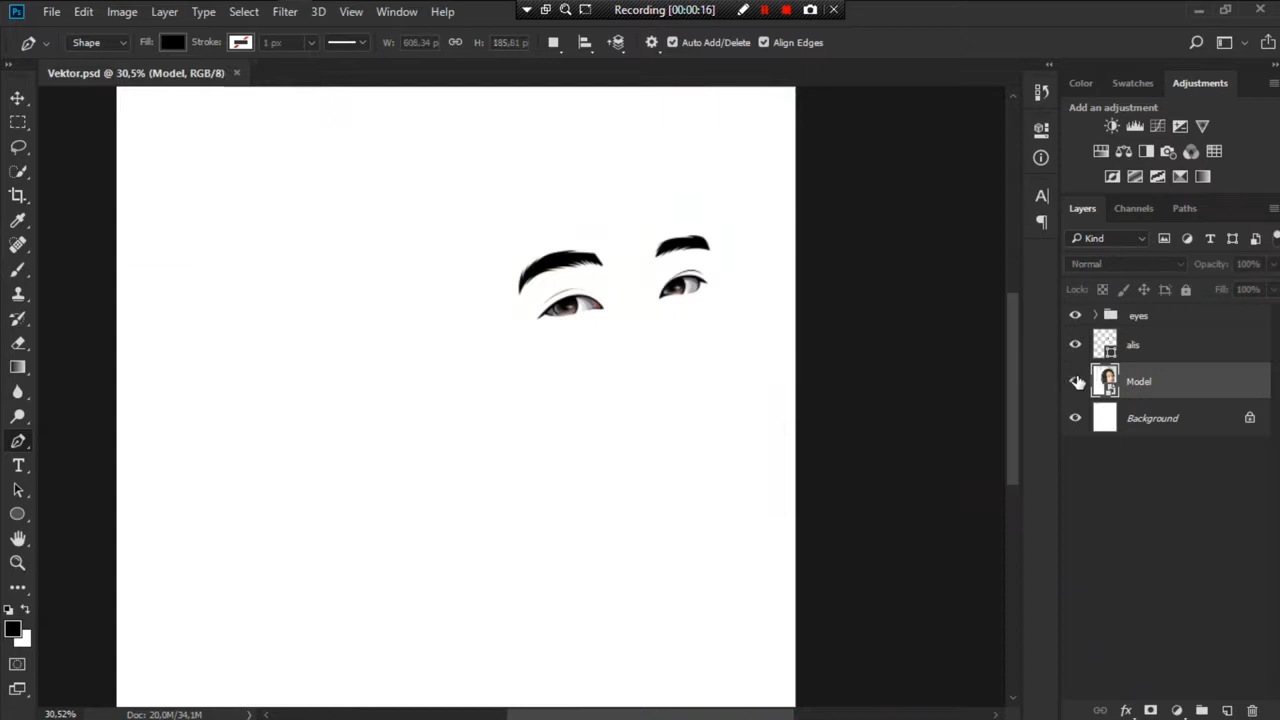 Ps File Edit Image Layer Type Select Filter 3D View Window Help
Recording [00:00:16]
Shape Fill: Stroke: 1 px W: 608,34 p H: 185,61 p Auto Add/Delete Align Edges
Vektor.psd @ 30,5% (Model, RGB/8)
Color Swatches Adjustments
Add an adjustment
Layers Channels Paths
Kind
Normal Opacity: 100%
Lock: Fill: 100%
eyes
alis
Model
Background
30,52% Doc: 20,0M/34,1M